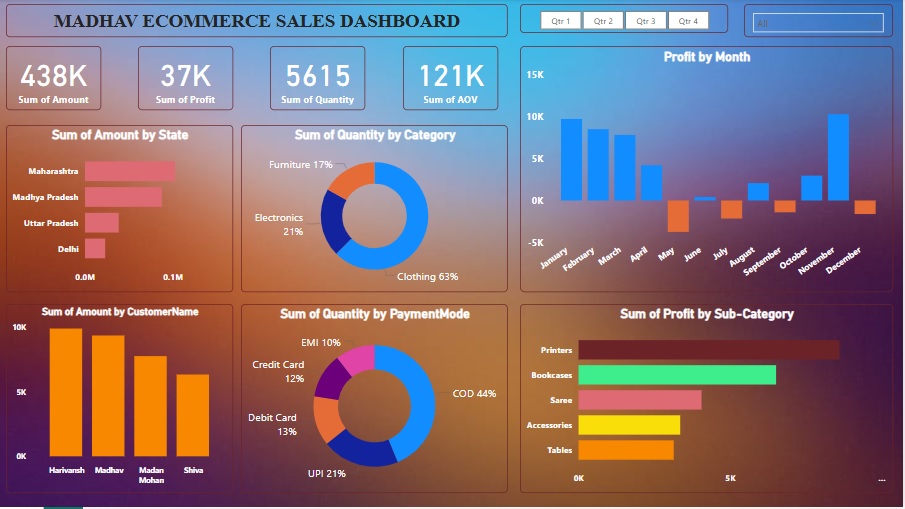 MADHAV ECOMMERCE SALES DASHBOARD
Qtr 1 Qtr 2 Qtr 3 Qtr 4
All
438K
Sum of Amount
37K
Sum of Profit
5615
Sum of Quantity
121K
Sum of AOV
Profit by Month
15K
10K
5K
0K
-5K
January February March April May June July August September October November December
Sum of Amount by State
Maharashtra
Madhya Pradesh
Uttar Pradesh
Delhi
0.0M 0.1M
Sum of Quantity by Category
Furniture 17%
Electronics
21%
Clothing 63%
Sum of Amount by CustomerName
10K
5K
0K
Harivansh Madhav Madan Shiva
Mohan
Sum of Quantity by PaymentMode
EMI 10%
Credit Card
12%
COD 44%
Debit Card
13%
UPI 21%
Sum of Profit by Sub-Category
Printers
Bookcases
Saree
Accessories
Tables
0K 5K ...